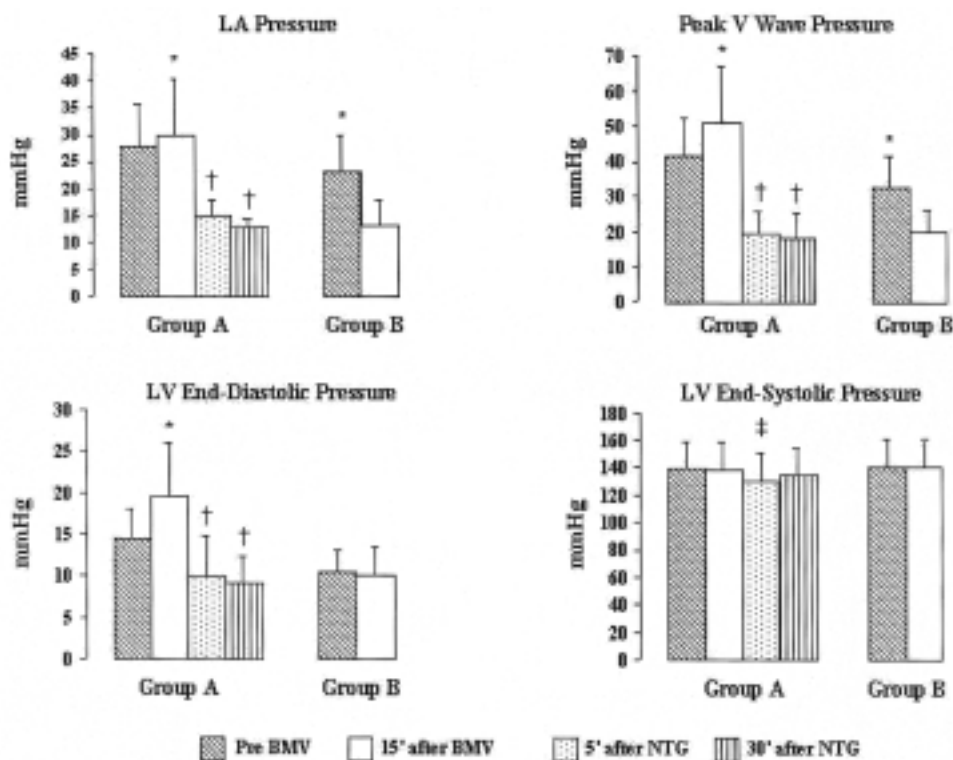 LA Pressure
mmHg
45
40
35
30
25
20
15
10
5
0
*
†
†
*
Group A
Group B
Peak V Wave Pressure
mmHg
70
60
50
40
30
20
10
0
*
†
†
*
Group A
Group B
LV End-Diastolic Pressure
mmHg
30
25
20
15
10
5
0
*
†
†
Group A
Group B
LV End-Systolic Pressure
mmHg
180
160
140
120
100
80
60
40
20
0
‡
Group A
Group B
Pre BMV
15' after BMV
5' after NTG
30' after NTG